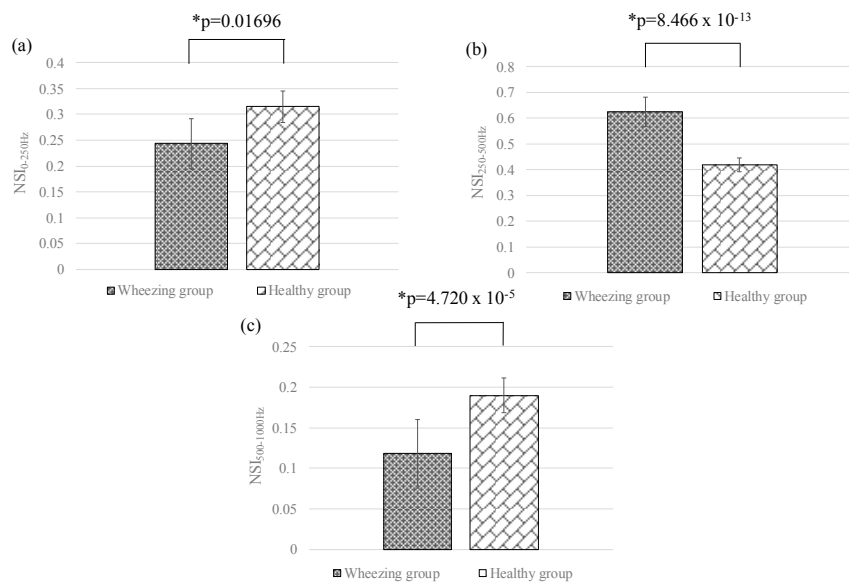 *p=0.01696
(a)
0.4
0.35
0.3
0.25
0.2
0.15
0.1
0.05
0
NSI0-250Hz
Wheezing group Healthy group
*p=8.466 x 10-13
(b)
0.8
0.7
0.6
0.5
0.4
0.3
0.2
0.1
0
NSI250-500Hz
Wheezing group Healthy group
*p=4.720 x 10-5
(c)
0.25
0.2
0.15
0.1
0.05
0
NSI500-1000Hz
Wheezing group Healthy group